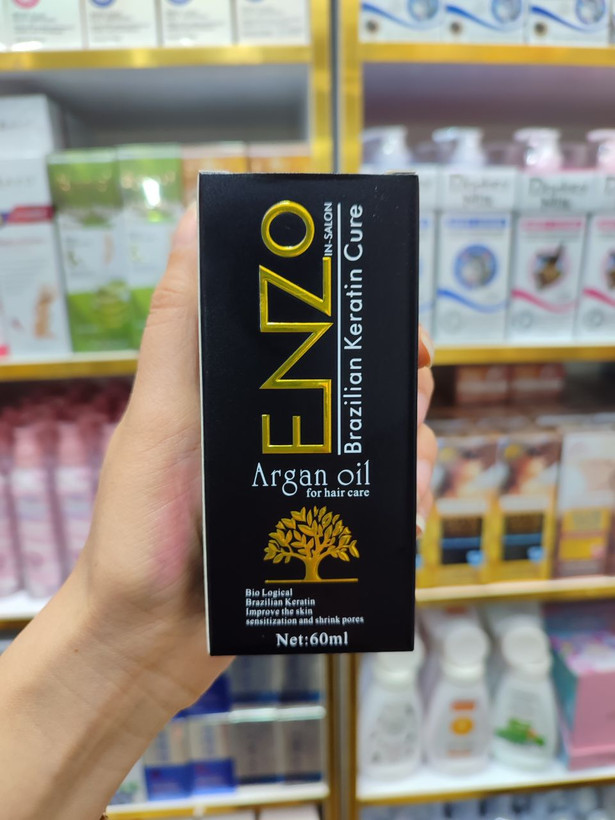 ENZO
IN-SALON
Brazilian Keratin Cure
Argan oil
for hair care
Bio Logical
Brazilian Keratin
Improve the skin
sensitization and shrink pores
Net:60ml